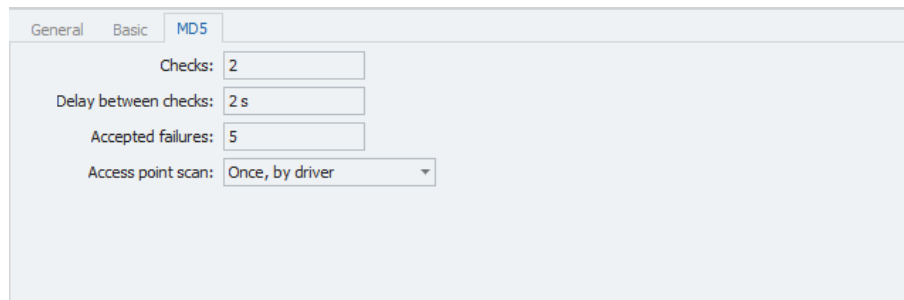 General Basic MD5
Checks: 2
Delay between checks: 2 s
Accepted failures: 5
Access point scan: Once, by driver